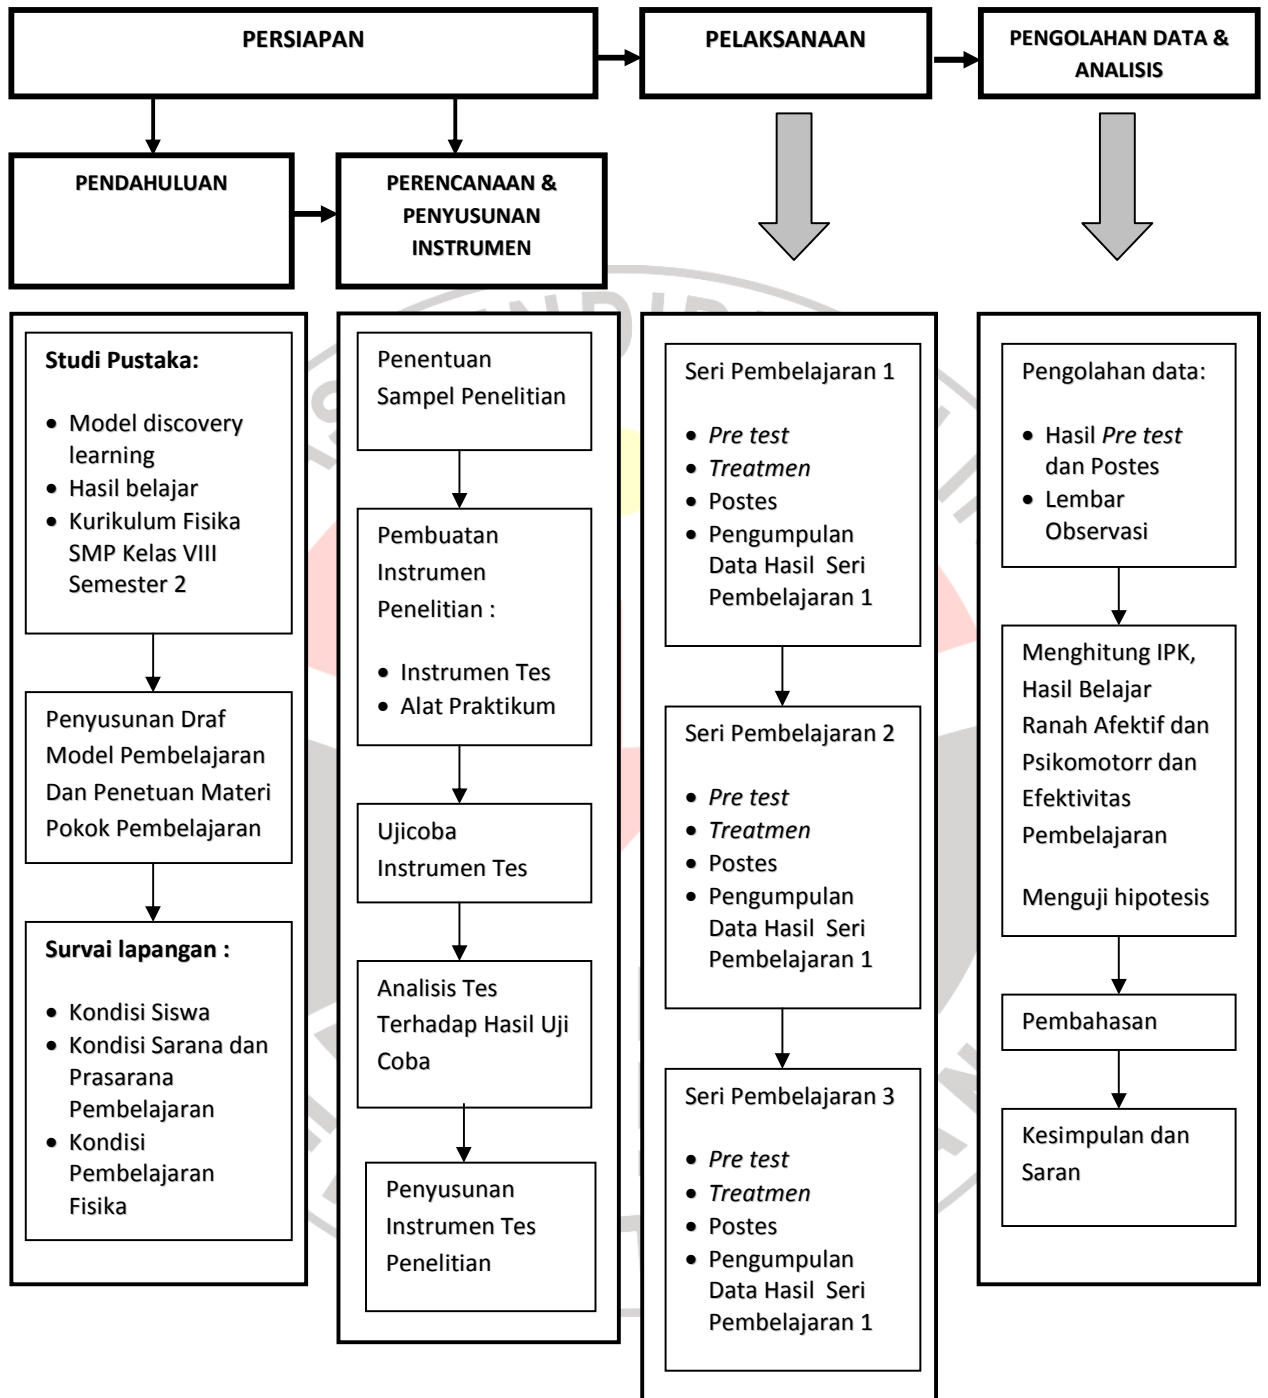 PERSIAPAN
PELAKSANAAN
PENGOLAHAN DATA &
ANALISIS
PENDAHULUAN
PERENCANAAN &
PENYUSUNAN
INSTRUMEN
Studi Pustaka:
• Model discovery
learning
• Hasil belajar
• Kurikulum Fisika
SMP Kelas VIII
Semester 2
Penyusunan Draf
Model Pembelajaran
Dan Penetuan Materi
Pokok Pembelajaran
Survai lapangan :
• Kondisi Siswa
• Kondisi Sarana dan
Prasarana
Pembelajaran
• Kondisi
Pembelajaran
Fisika
Penentuan
Sampel Penelitian
Pembuatan
Instrumen
Penelitian :
• Instrumen Tes
• Alat Praktikum
Ujicoba
Instrumen Tes
Analisis Tes
Terhadap Hasil Uji
Coba
Penyusunan
Instrumen Tes
Penelitian
Seri Pembelajaran 1
• Pre test
• Treatmen
• Postes
• Pengumpulan
Data Hasil Seri
Pembelajaran 1
Seri Pembelajaran 2
• Pre test
• Treatmen
• Postes
• Pengumpulan
Data Hasil Seri
Pembelajaran 1
Seri Pembelajaran 3
• Pre test
• Treatmen
• Postes
• Pengumpulan
Data Hasil Seri
Pembelajaran 1
Pengolahan data:
• Hasil Pre test
dan Postes
• Lembar
Observasi
Menghitung IPK,
Hasil Belajar
Ranah Afektif dan
Psikomotorr dan
Efektivitas
Pembelajaran
Menguji hipotesis
Pembahasan
Kesimpulan dan
Saran